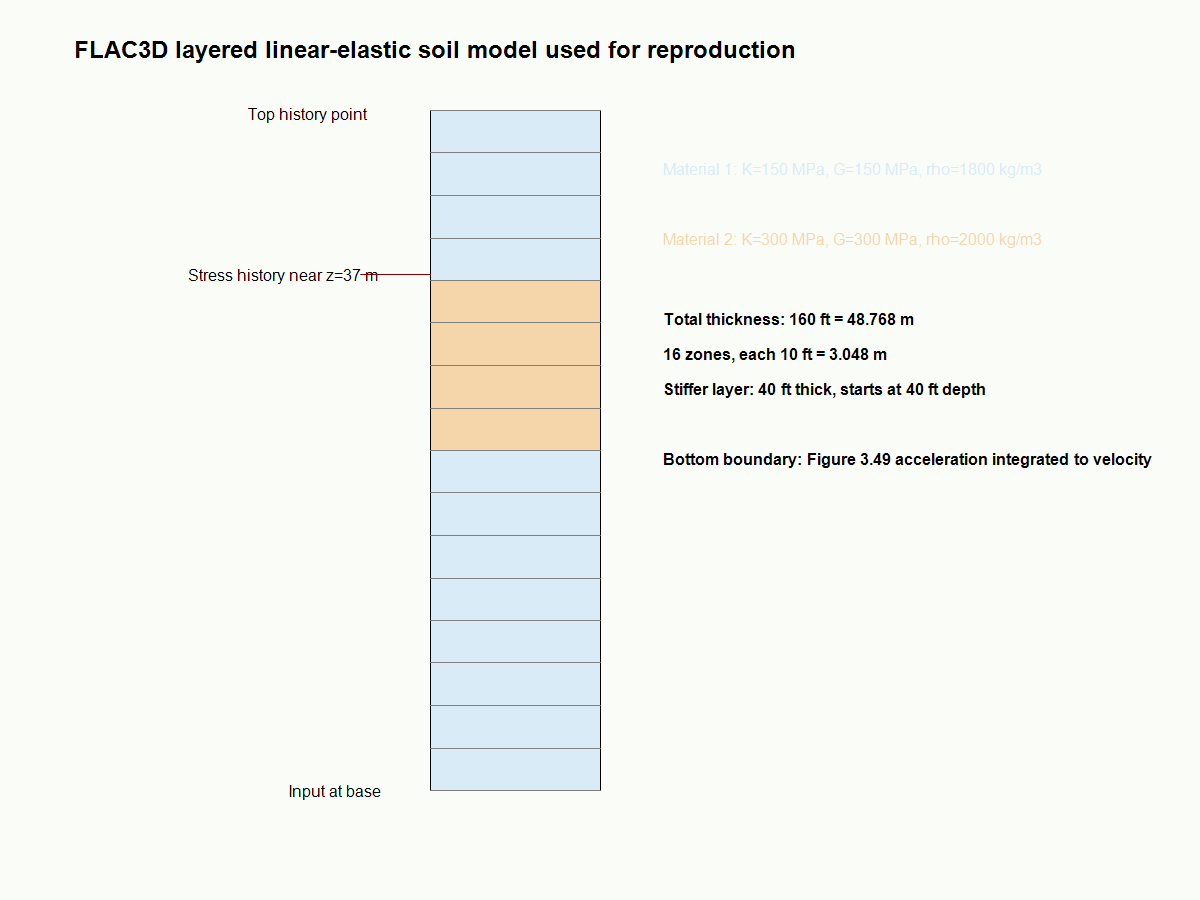 FLAC3D layered linear-elastic soil model used for reproduction
Top history point
Material 1: K=150 MPa, G=150 MPa, rho=1800 kg/m3
Material 2: K=300 MPa, G=300 MPa, rho=2000 kg/m3
Stress history near z=37 m
Total thickness: 160 ft = 48.768 m
16 zones, each 10 ft = 3.048 m
Stiffer layer: 40 ft thick, starts at 40 ft depth
Bottom boundary: Figure 3.49 acceleration integrated to velocity
Input at base